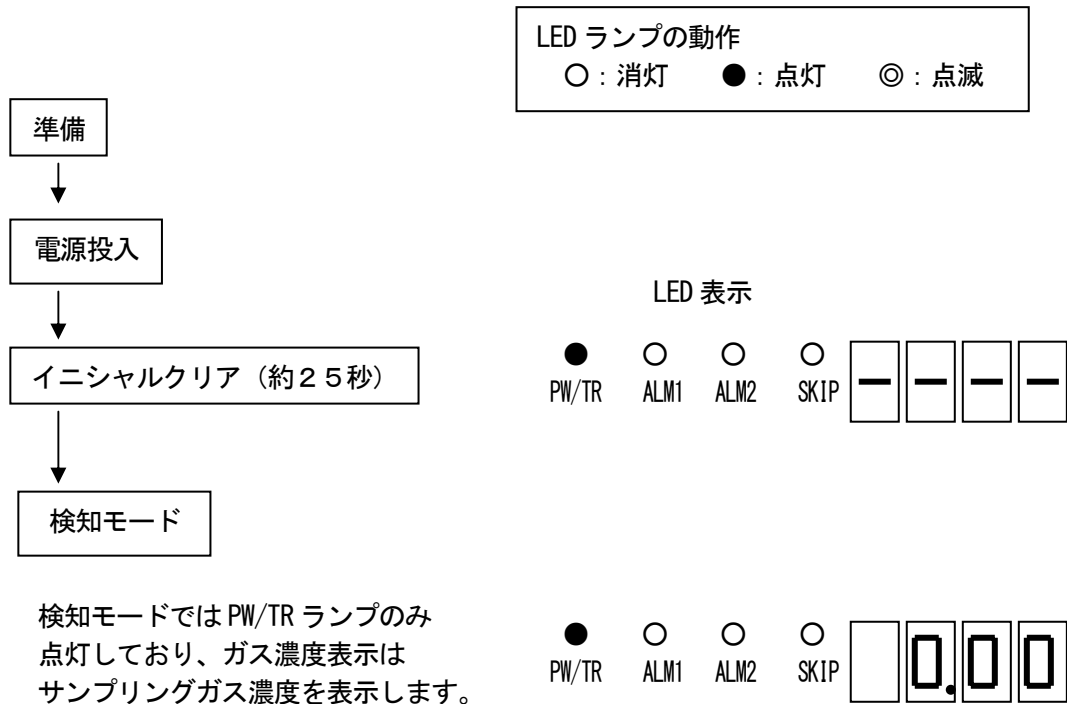 LED ランプの動作
○：消灯 ●：点灯 ◎：点滅
準備
電源投入
LED 表示
イニシャルクリア（約２５秒）
● ○ ○ ○
PW/TR ALM1 ALM2 SKIP - - - -
検知モード
検知モードでは PW/TR ランプのみ
点灯しており、ガス濃度表示は
サンプリングガス濃度を表示します。
● ○ ○ ○
PW/TR ALM1 ALM2 SKIP 0.00